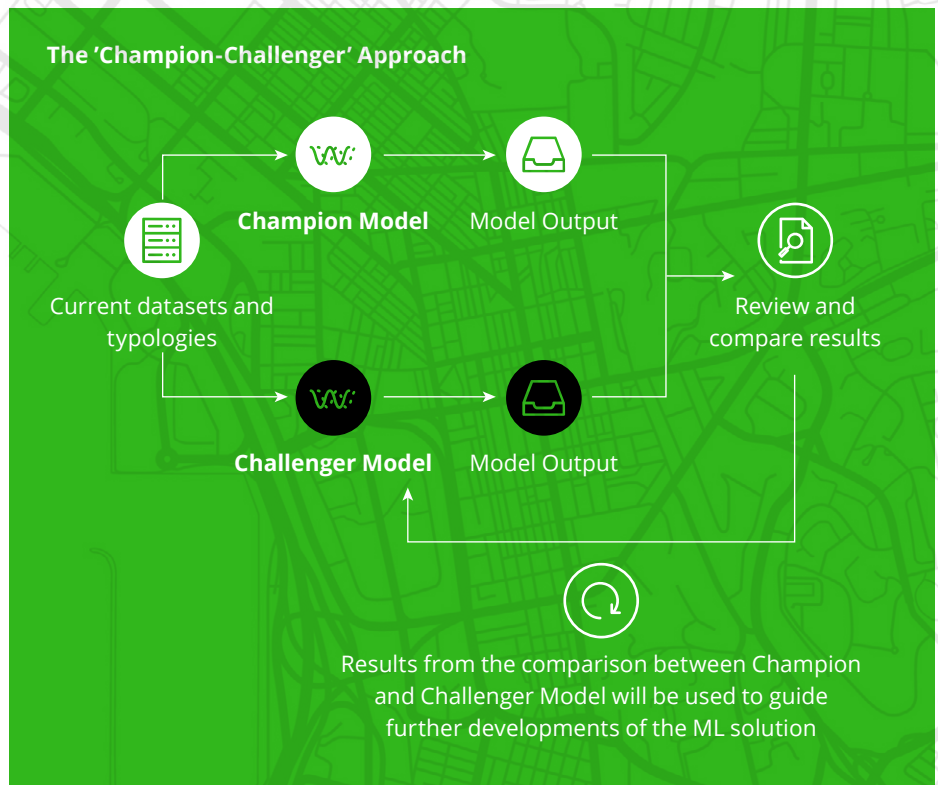 The 'Champion-Challenger' Approach
Champion Model
Model Output
Current datasets and
typologies
Review and
compare results
Challenger Model
Model Output
Results from the comparison between Champion
and Challenger Model will be used to guide
further developments of the ML solution